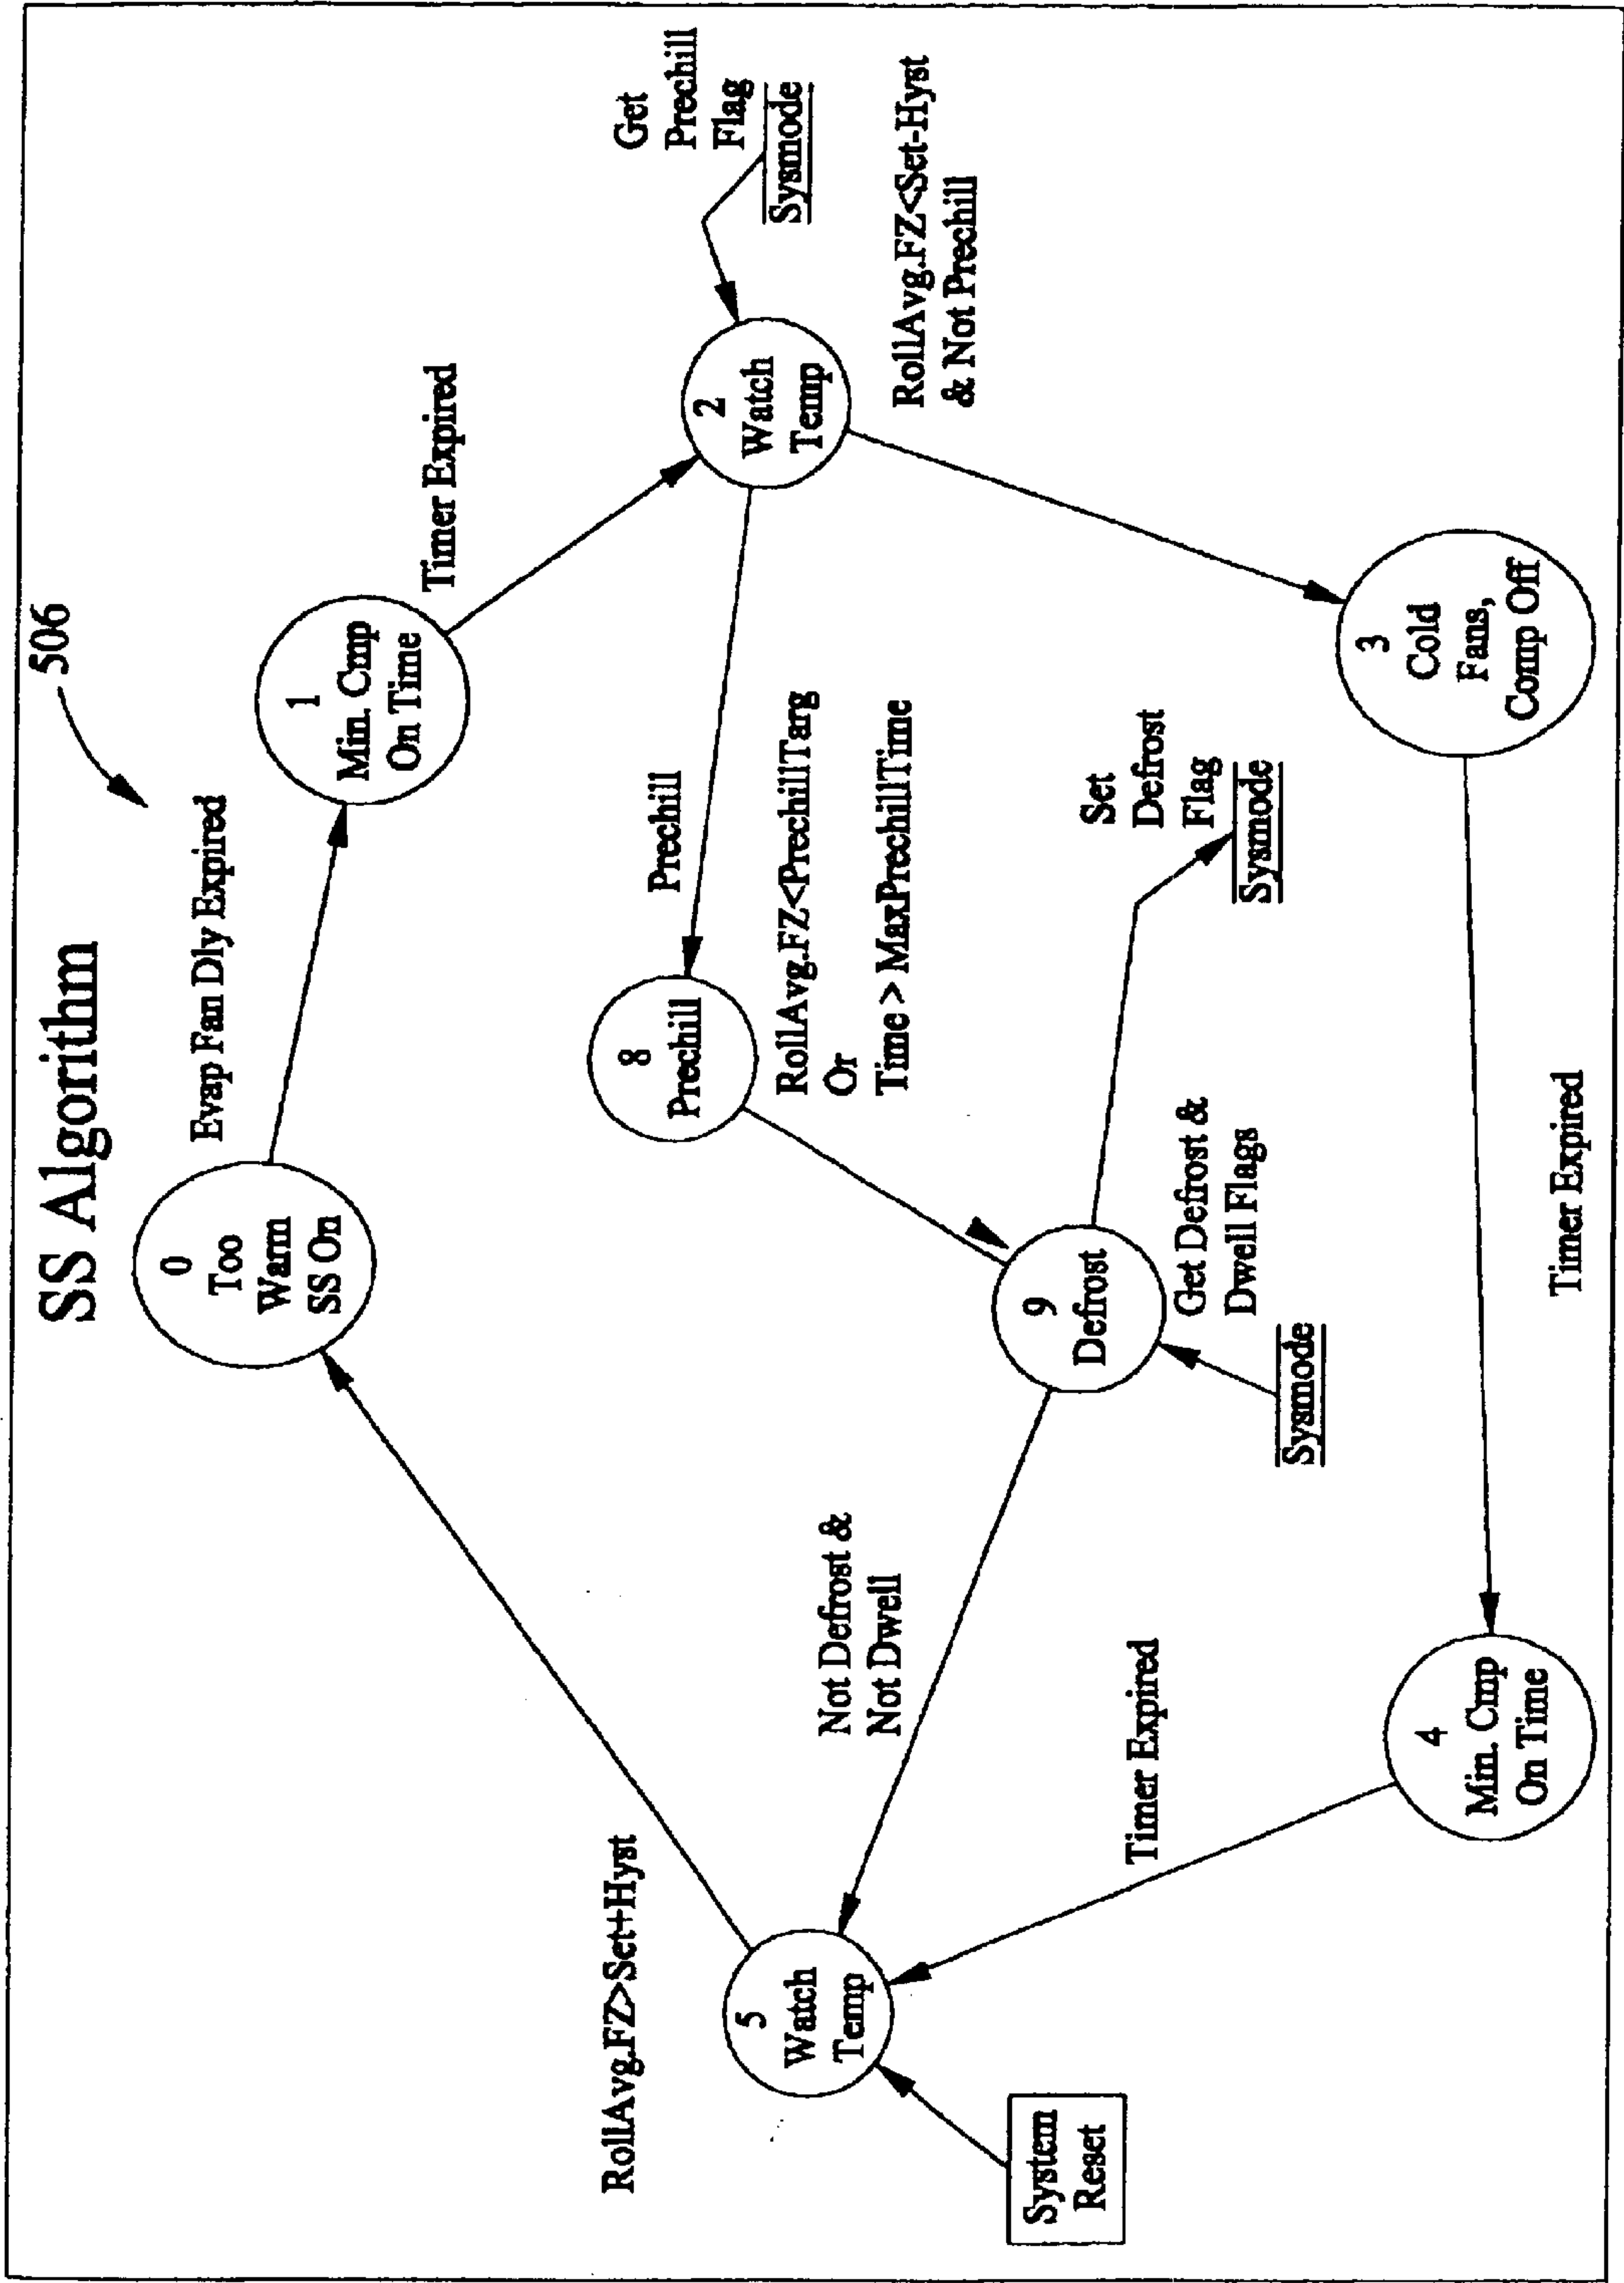 SS Algorithm
506
0
Too
Warm
SS On
Evap Fan Dly Expired
1
Min. Cmp
On Time
Timer Expired
2
Watch
Temp
Get
Prechill
Flag
Sysmode
RollAvg.FZ<Set-Hyst
& Not Prechill
3
Cold
Fans,
Comp Off
Timer Expired
4
Min. Cmp
On Time
Timer Expired
5
Watch
Temp
System
Reset
RollAvg.FZ>Set+Hyst
Prechill
8
Prechill
RollAvg.FZ<PrechillTarg
Or
Time > MaxPrechillTime
9
Defrost
Set
Defrost
Flag
Sysmode
Get Defrost &
Dwell Flags
Sysmode
Not Defrost &
Not Dwell